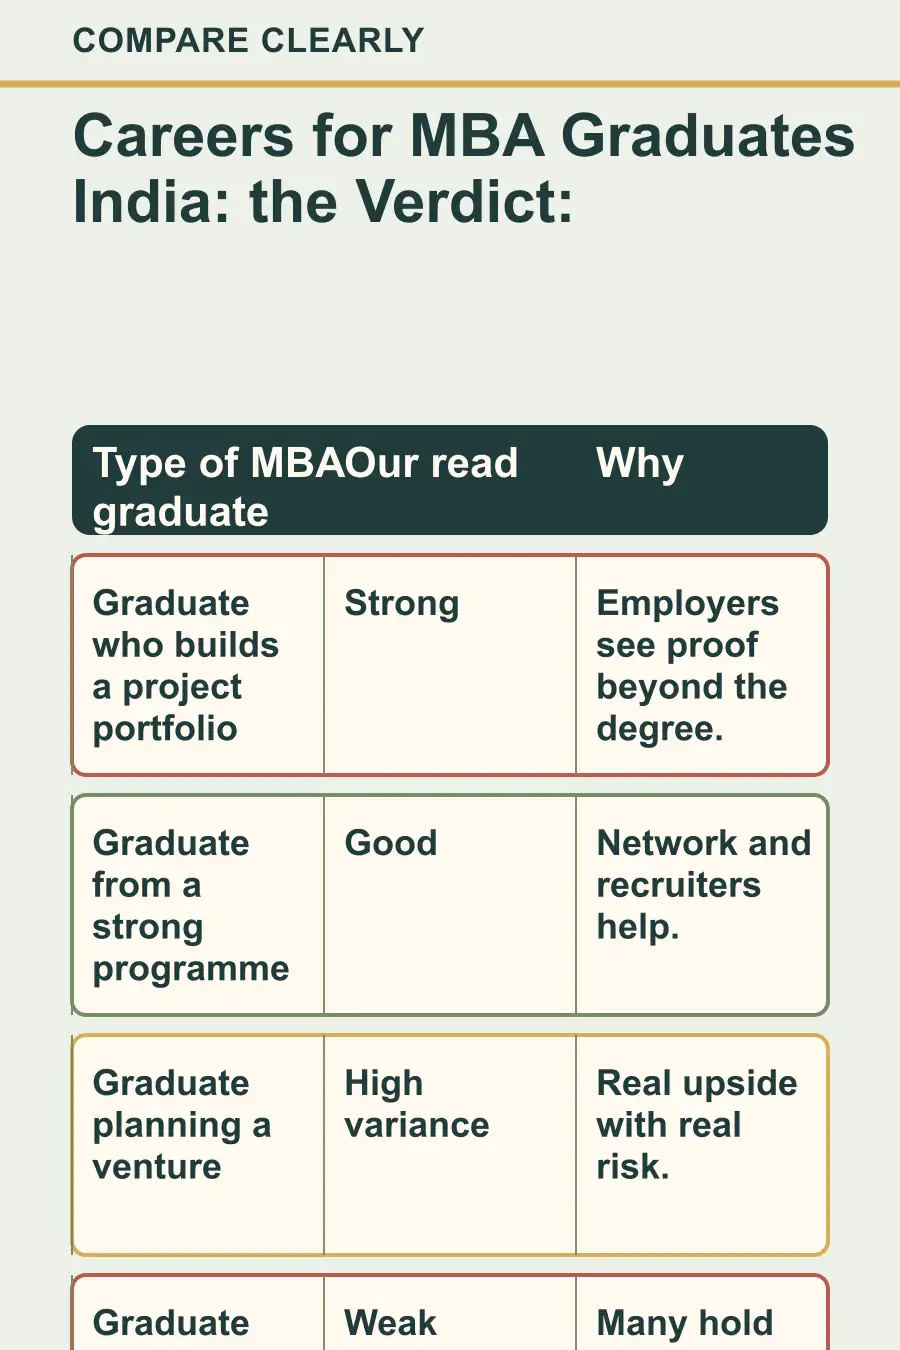 COMPARE CLEARLY
Careers for MBA Graduates
India: the Verdict:
Type of MBA
graduate
Our read
Why
Graduate
who builds
a project
portfolio
Strong
Employers
see proof
beyond the
degree.
Graduate
from a
strong
programme
Good
Network and
recruiters
help.
Graduate
planning a
venture
High
variance
Real upside
with real
risk.
Graduate
Weak
Many hold